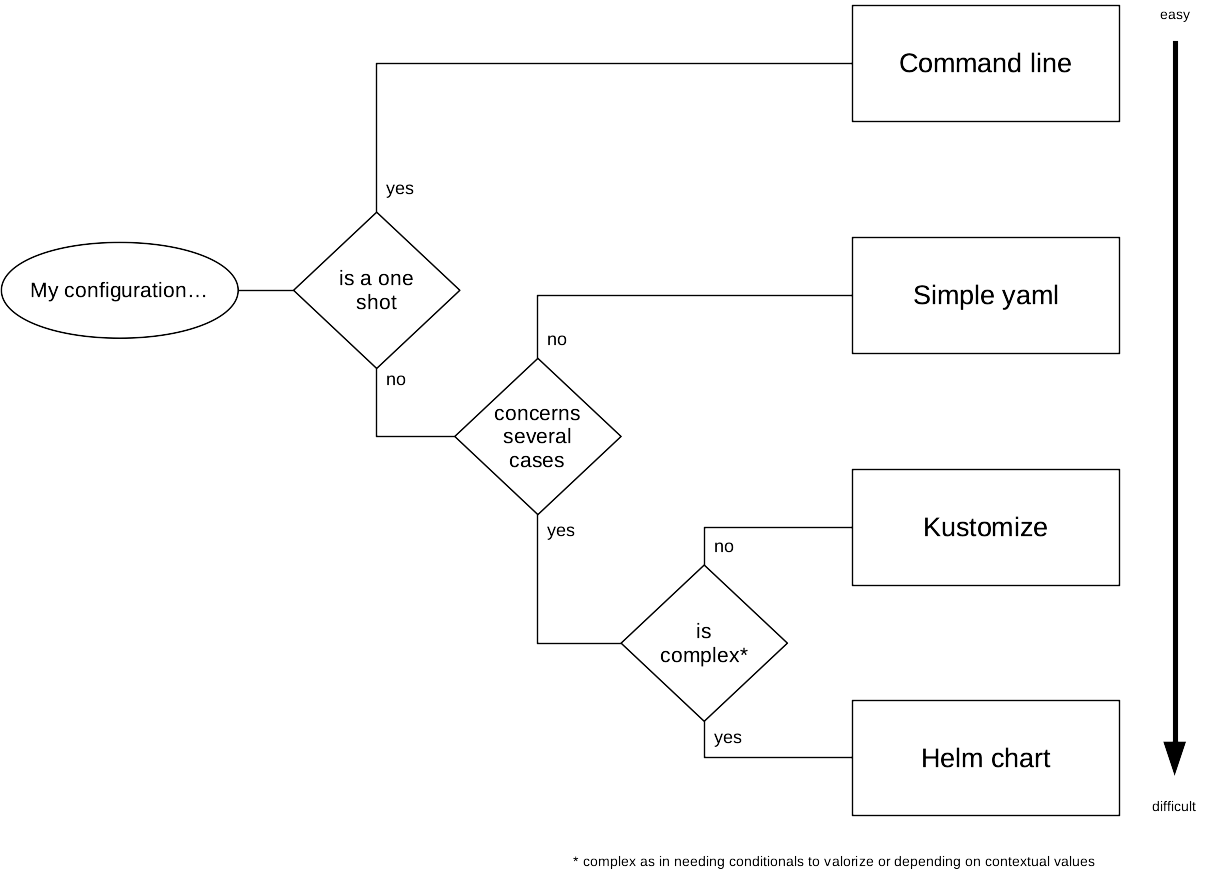 easy
Command line
yes
My configuration…
is a one
shot
Simple yaml
no
no
concerns
several
cases
yes
Kustomize
no
is
complex*
yes
Helm chart
difficult
* complex as in needing conditionals to valorize or depending on contextual values